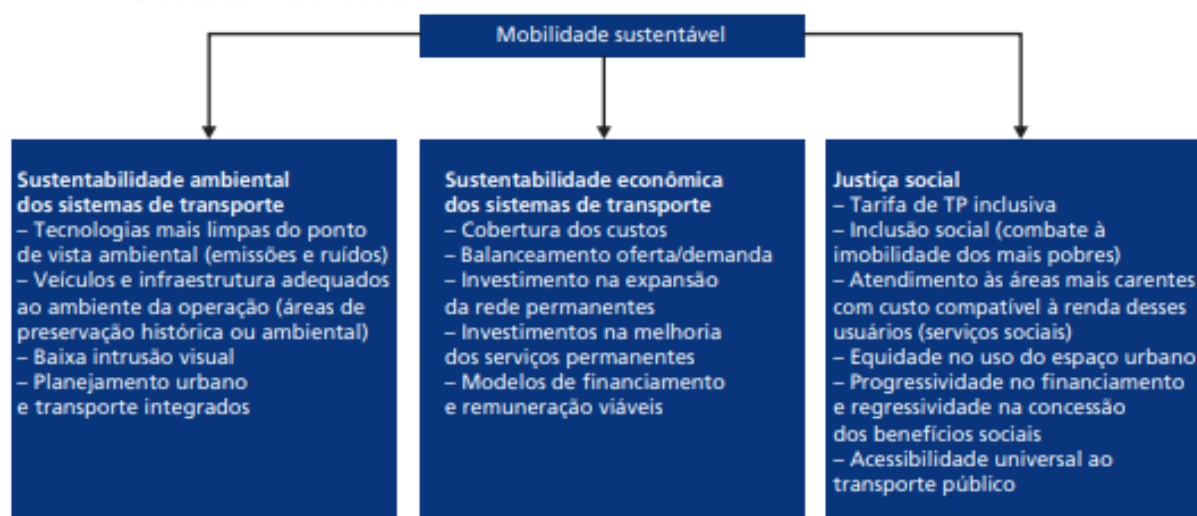 Mobilidade sustentável
Sustentabilidade ambiental
dos sistemas de transporte
– Tecnologias mais limpas do ponto
de vista ambiental (emissões e ruídos)
– Veículos e infraestrutura adequados
ao ambiente da operação (áreas de
preservação histórica ou ambiental)
– Baixa intrusão visual
– Planejamento urbano
e transporte integrados
Sustentabilidade econômica
dos sistemas de transporte
– Cobertura dos custos
– Balanceamento oferta/demanda
– Investimento na expansão
da rede permanentes
– Investimentos na melhoria
dos serviços permanentes
– Modelos de financiamento
e remuneração viáveis
Justiça social
– Tarifa de TP inclusiva
– Inclusão social (combate à
imobilidade dos mais pobres)
– Atendimento às áreas mais carentes
com custo compatível à renda desses
usuários (serviços sociais)
– Equidade no uso do espaço urbano
– Progressividade no financiamento
e regressividade na concessão
dos benefícios sociais
– Acessibilidade universal ao
transporte público